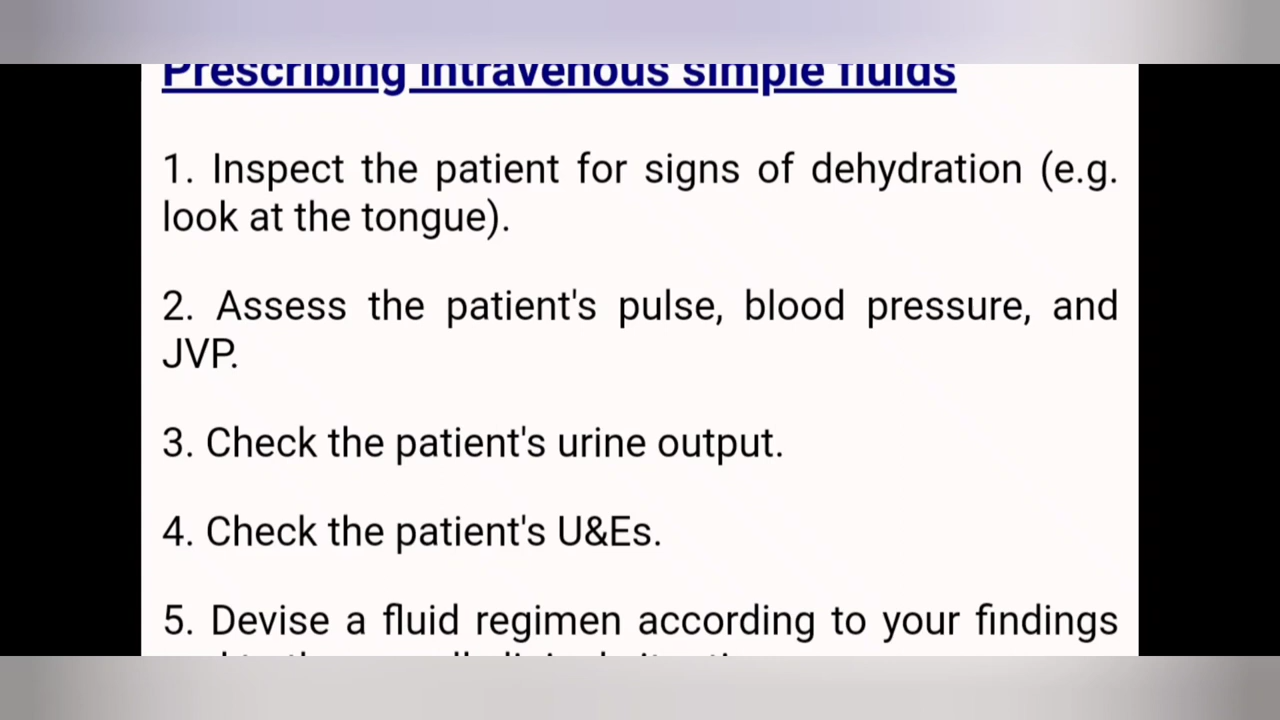 Prescribing intravenous simple fluids
1. Inspect the patient for signs of dehydration (e.g.
look at the tongue).
2. Assess the patient's pulse, blood pressure, and
JVP.
3. Check the patient's urine output.
4. Check the patient's U&Es.
5. Devise a fluid regimen according to your findings